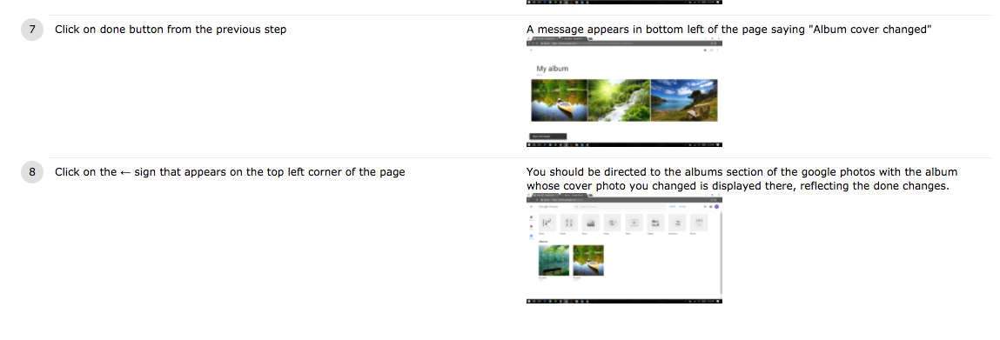 7 Click on done button from the previous step
A message appears in bottom left of the page saying "Album cover changed"
My album
8 Click on the ← sign that appears on the top left corner of the page
You should be directed to the albums section of the google photos with the album
whose cover photo you changed is displayed there, reflecting the done changes.
Google Photos
Albums